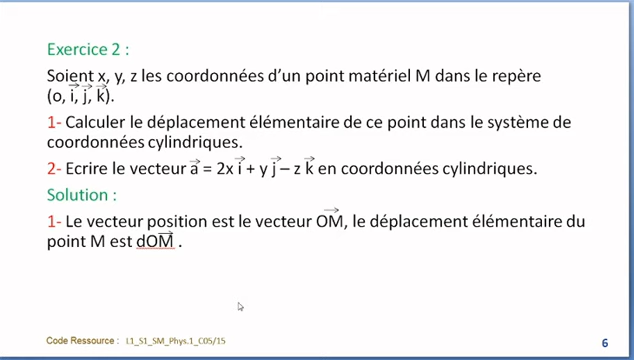 Exercice 2 :
Soient x, y, z les coordonnées d'un point matériel M dans le repère
(o, i⃗, j⃗, k⃗).
1- Calculer le déplacement élémentaire de ce point dans le système de
coordonnées cylindriques.
2- Ecrire le vecteur a⃗ = 2x i⃗ + y j⃗ – z k⃗ en coordonnées cylindriques.
Solution :
1- Le vecteur position est le vecteur OM⃗, le déplacement élémentaire du
point M est dOM⃗ .
Code Ressource : L1_S1_SM_Phys.1_C05/15
6